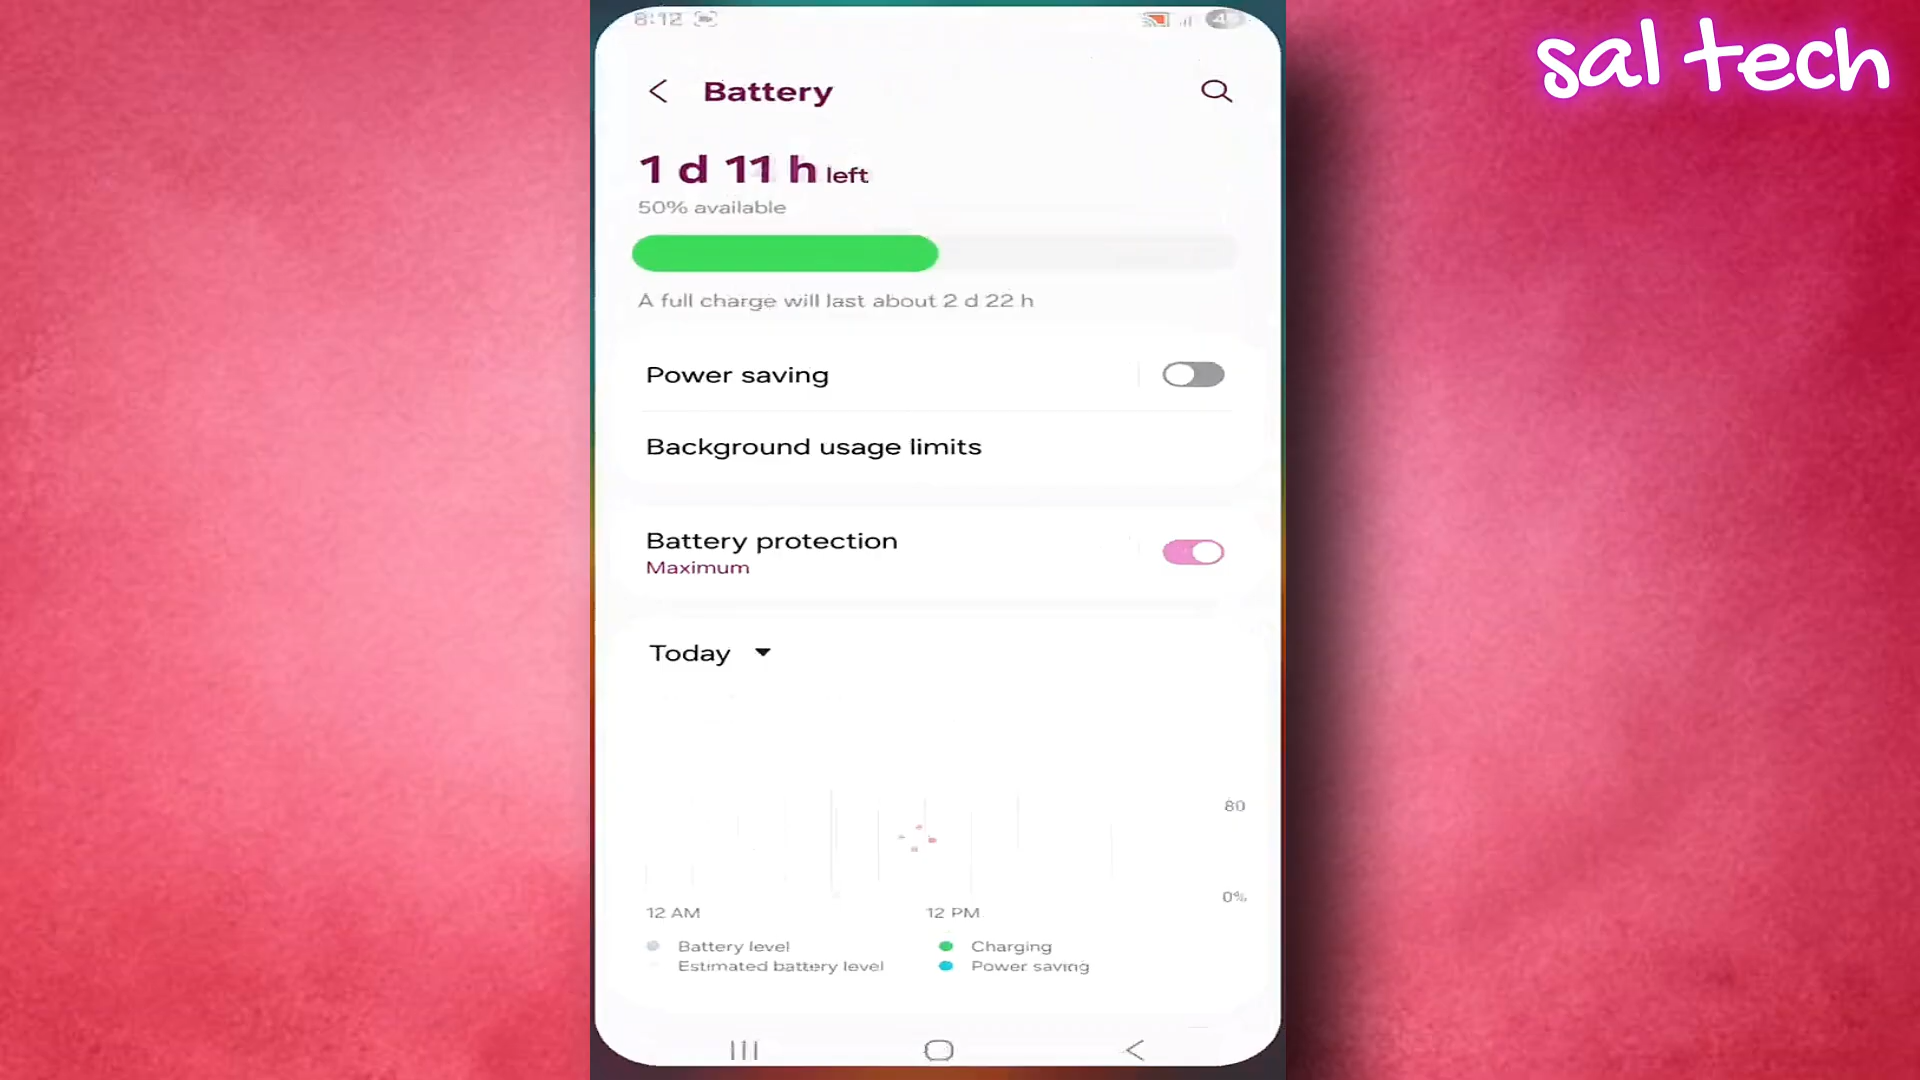 8:12
sal tech
Battery
1 d 11 h left
50% available
A full charge will last about 2 d 22 h
Power saving
Background usage limits
Battery protection
Maximum
Today
80
0%
12 AM 12 PM
Battery level Charging
Estimated battery level Power saving